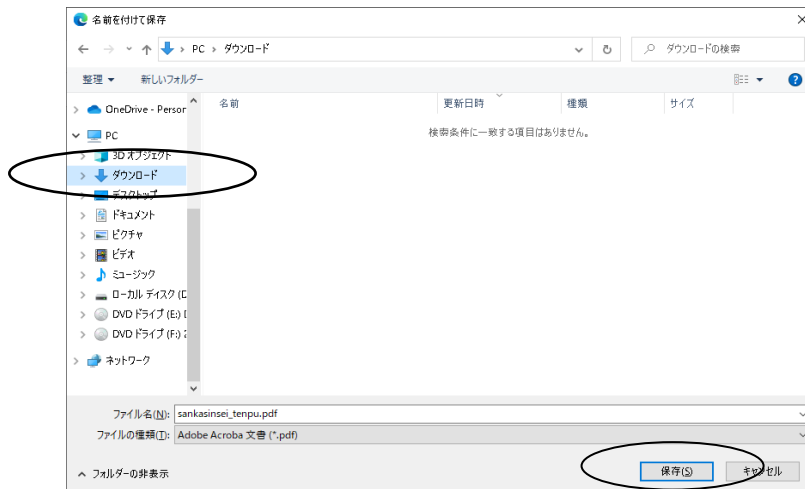 名前を付けて保存
PC › ダウンロード
ダウンロードの検索
整理 新しいフォルダー
名前 更新日時 種類 サイズ
検索条件に一致する項目はありません。
OneDrive - Person
PC
3D オブジェクト
ダウンロード
デスクトップ
ドキュメント
ピクチャ
ビデオ
ミュージック
ローカル ディスク (D
DVD ドライブ (E:) D
DVD ドライブ (F:) 2
ネットワーク
ファイル名(N): sankasinsei_tenpu.pdf
ファイルの種類(T): Adobe Acroba 文書 (*.pdf)
フォルダーの非表示
保存(S) キャンセル